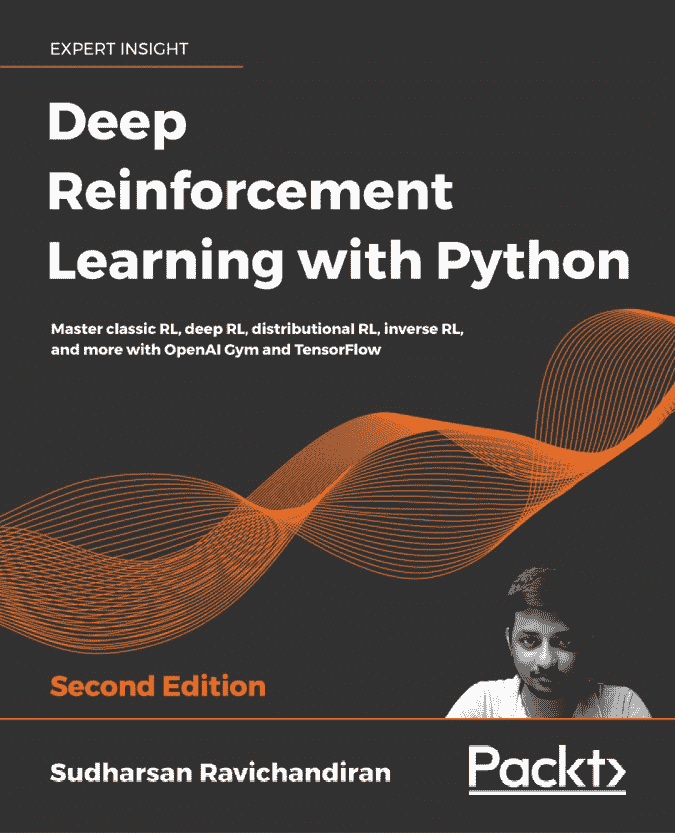 EXPERT INSIGHT
Deep
Reinforcement
Learning with Python
Master classic RL, deep RL, distributional RL, inverse RL,
and more with OpenAI Gym and TensorFlow
Second Edition
Sudharsan Ravichandiran
Packt>